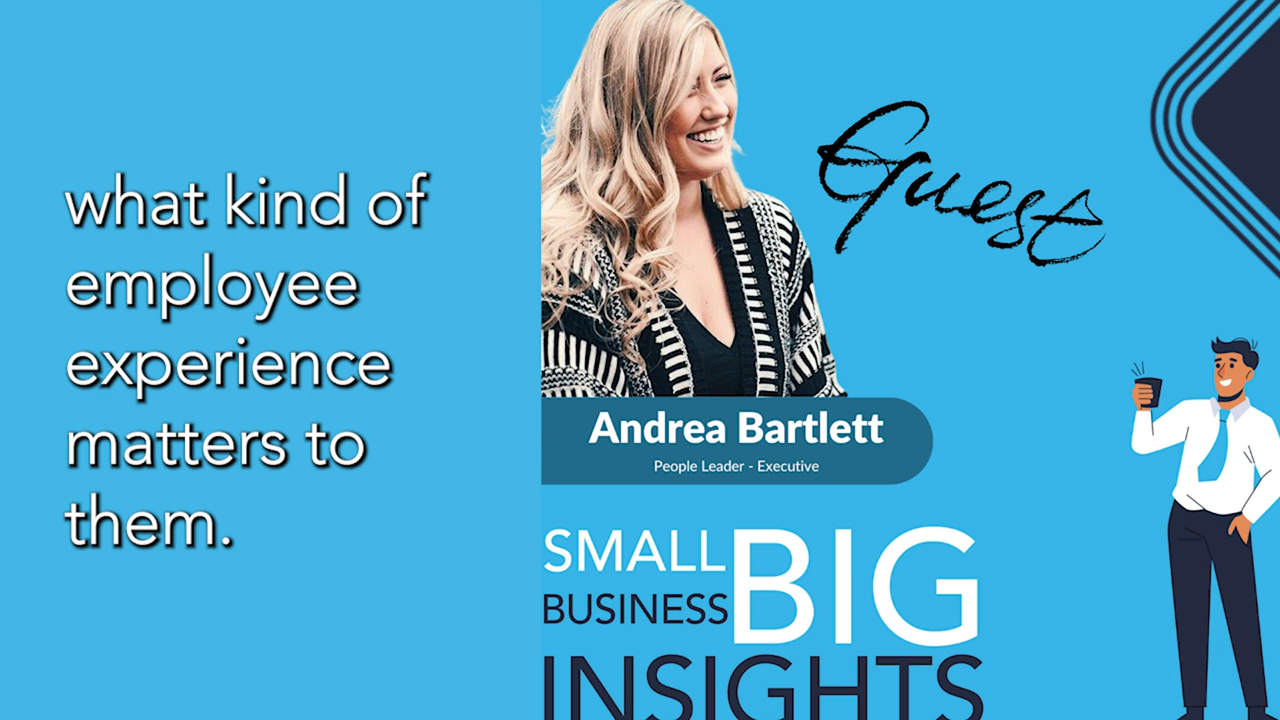 what kind of
employee
experience
matters to
them.
Guest
Andrea Bartlett
People Leader - Executive
SMALL
BUSINESS
BIG
INSIGHTS